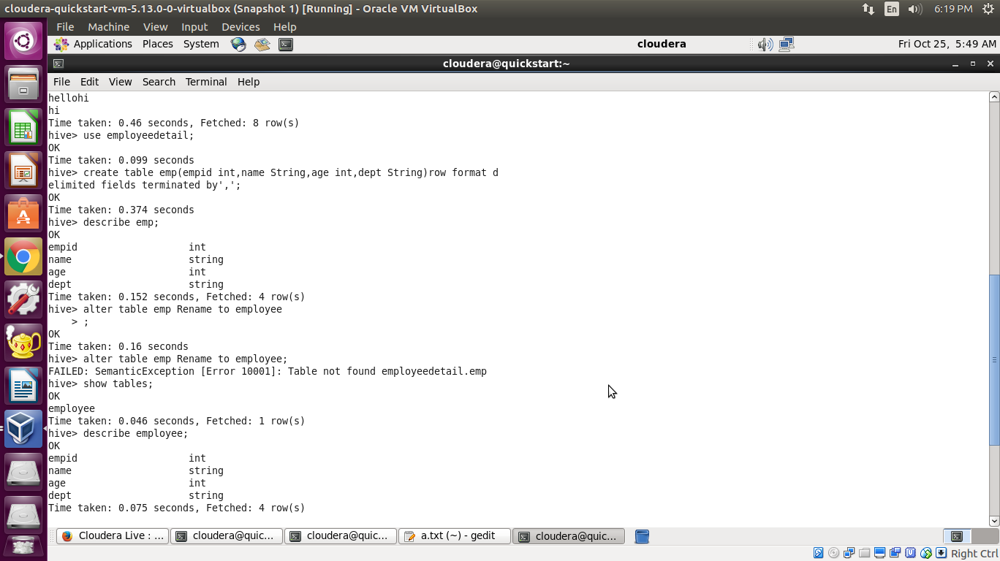 cloudera-quickstart-vm-5.13.0-0-virtualbox (Snapshot 1) [Running] - Oracle VM VirtualBox
En
6:19 PM
File Machine View Input Devices Help
Applications Places System
cloudera
Fri Oct 25, 5:49 AM
cloudera@quickstart:~
File Edit View Search Terminal Help
hellohi
hi
Time taken: 0.46 seconds, Fetched: 8 row(s)
hive> use employeedetail;
OK
Time taken: 0.099 seconds
hive> create table emp(empid int,name String,age int,dept String)row format d
elimited fields terminated by',';
OK
Time taken: 0.374 seconds
hive> describe emp;
OK
empid int
name string
age int
dept string
Time taken: 0.152 seconds, Fetched: 4 row(s)
hive> alter table emp Rename to employee
    > ;
OK
Time taken: 0.16 seconds
hive> alter table emp Rename to employee;
FAILED: SemanticException [Error 10001]: Table not found employeedetail.emp
hive> show tables;
OK
employee
Time taken: 0.046 seconds, Fetched: 1 row(s)
hive> describe employee;
OK
empid int
name string
age int
dept string
Time taken: 0.075 seconds, Fetched: 4 row(s)
Cloudera Live : ...
cloudera@quic...
cloudera@quic...
a.txt (~) - gedit
cloudera@quic...
Right Ctrl